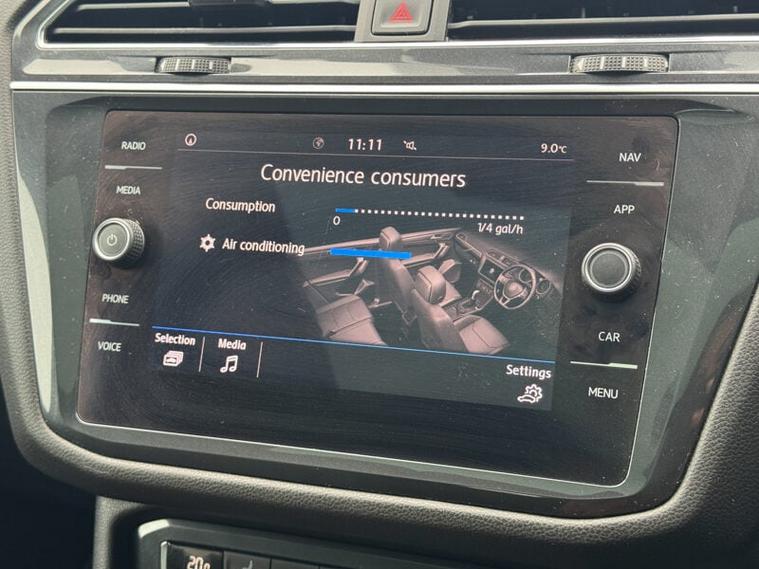 RADIO
MEDIA
PHONE
VOICE
11:11
9.0°C
Convenience consumers
Consumption
0
1/4 gal/h
Air conditioning
Selection
Media
Settings
NAV
APP
CAR
MENU